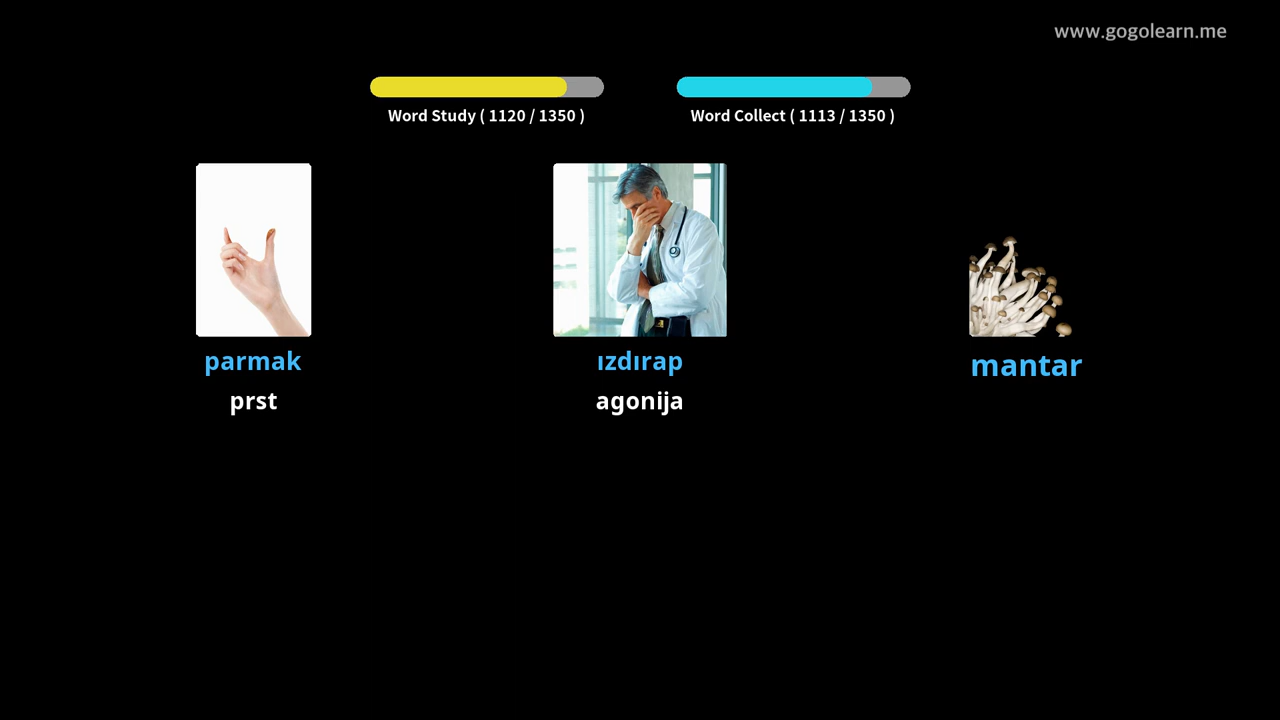 www.gogolearn.me
Word Study ( 1120 / 1350 )
Word Collect ( 1113 / 1350 )
parmak
prst
ızdırap
agonija
mantar